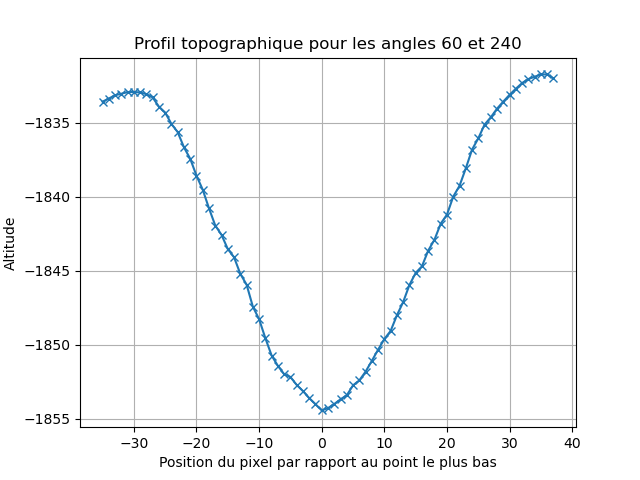 Profil topographique pour les angles 60 et 240
−1835
−1840
−1845
−1850
−1855
Altitude
−30 −20 −10 0 10 20 30 40
Position du pixel par rapport au point le plus bas